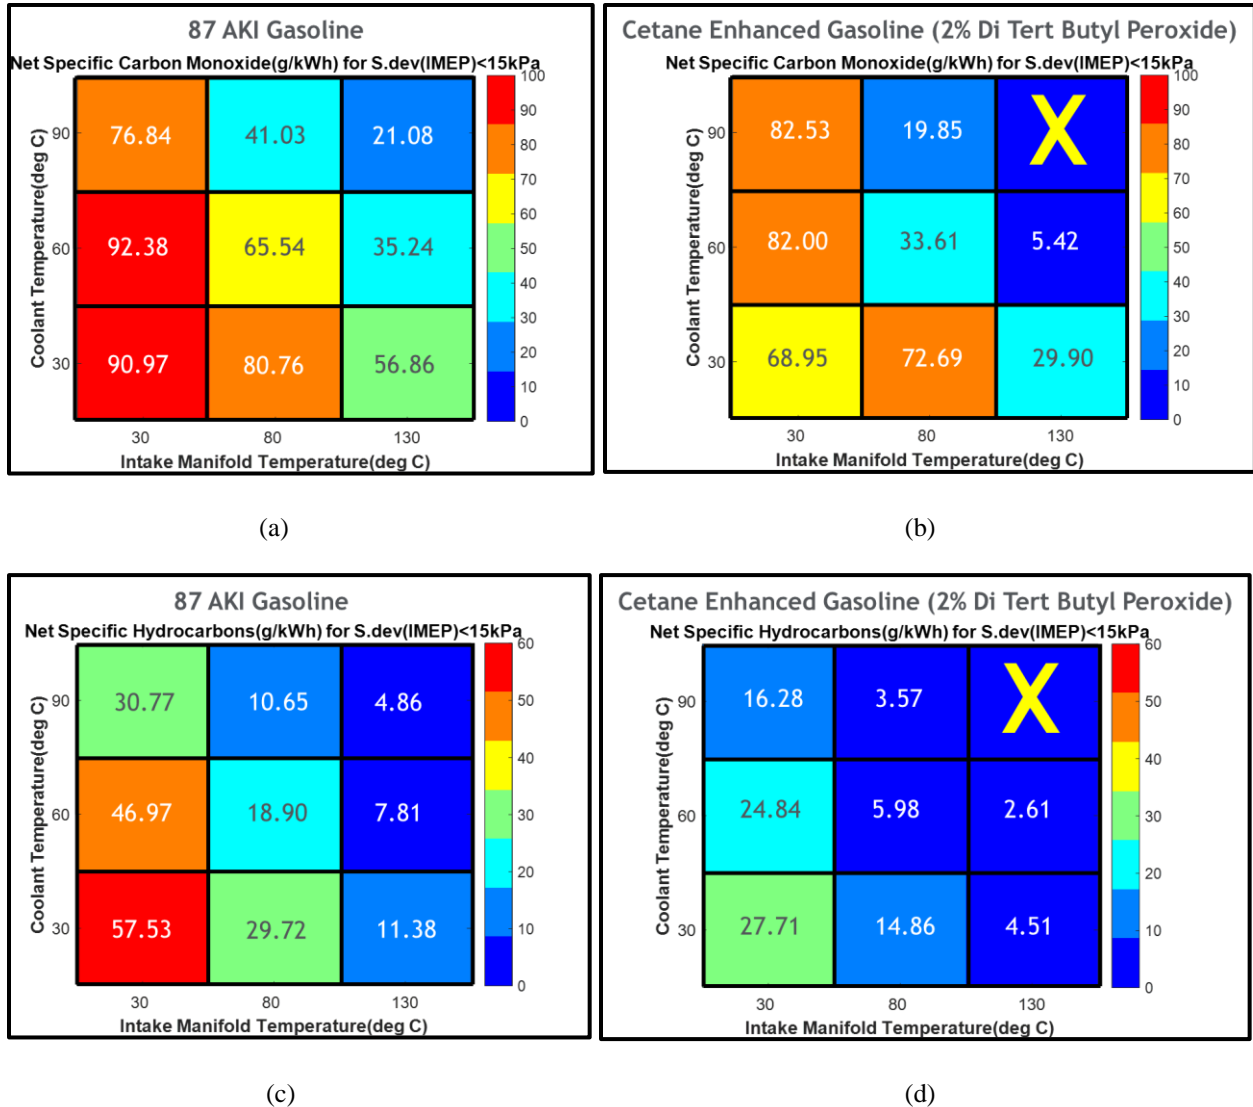 87 AKI Gasoline
Net Specific Carbon Monoxide(g/kWh) for S.dev(IMEP)<15kPa
Coolant Temperature(deg C)
90
60
30
76.84 41.03 21.08
92.38 65.54 35.24
90.97 80.76 56.86
30 80 130
Intake Manifold Temperature(deg C)
100
90
80
70
60
50
40
30
20
10
0
(a)
Cetane Enhanced Gasoline (2% Di Tert Butyl Peroxide)
Net Specific Carbon Monoxide(g/kWh) for S.dev(IMEP)<15kPa
Coolant Temperature(deg C)
90
60
30
82.53 19.85 X
82.00 33.61 5.42
68.95 72.69 29.90
30 80 130
Intake Manifold Temperature(deg C)
100
90
80
70
60
50
40
30
20
10
0
(b)
87 AKI Gasoline
Net Specific Hydrocarbons(g/kWh) for S.dev(IMEP)<15kPa
Coolant Temperature(deg C)
90
60
30
30.77 10.65 4.86
46.97 18.90 7.81
57.53 29.72 11.38
30 80 130
Intake Manifold Temperature(deg C)
60
50
40
30
20
10
0
(c)
Cetane Enhanced Gasoline (2% Di Tert Butyl Peroxide)
Net Specific Hydrocarbons(g/kWh) for S.dev(IMEP)<15kPa
Coolant Temperature(deg C)
90
60
30
16.28 3.57 X
24.84 5.98 2.61
27.71 14.86 4.51
30 80 130
Intake Manifold Temperature(deg C)
60
50
40
30
20
10
0
(d)